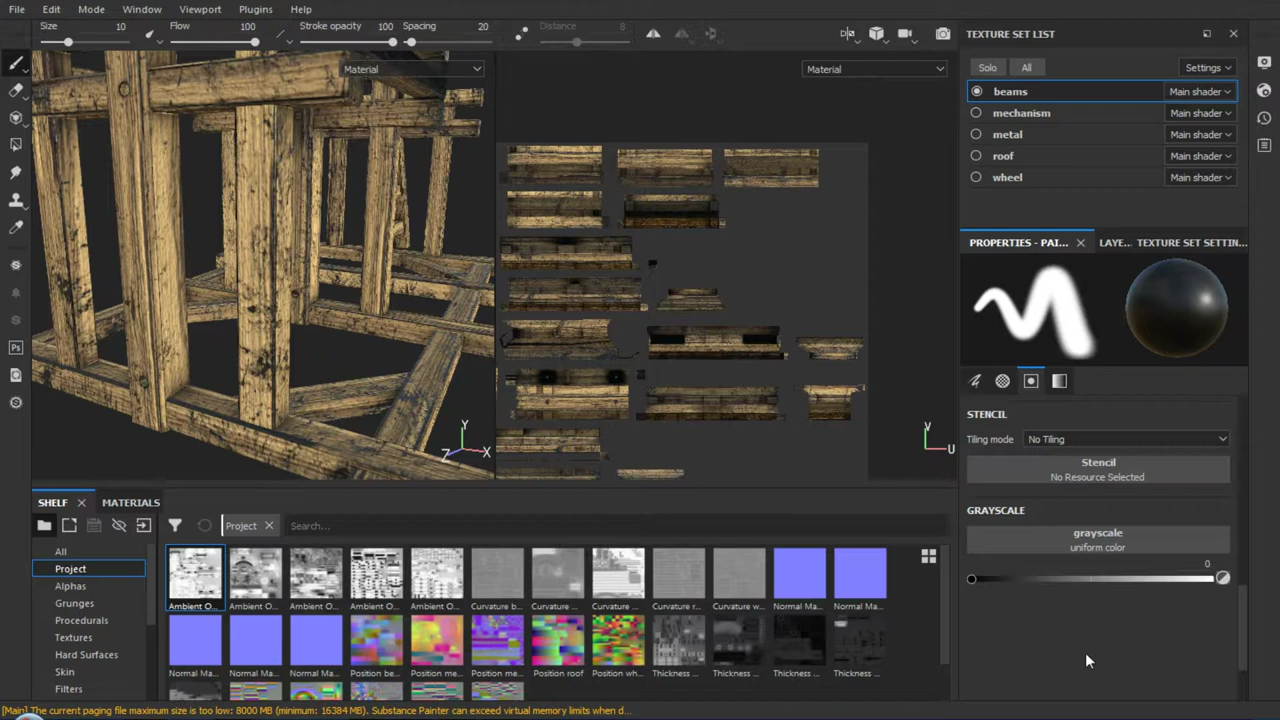 File Edit Mode Window Viewport Plugins Help
Size 10 Flow 100 Stroke opacity 100 Spacing 20 Distance 8
Material
Material
Y
X
Z
V
U
TEXTURE SET LIST
Solo All Settings
beams Main shader
mechanism Main shader
metal Main shader
roof Main shader
wheel Main shader
PROPERTIES - PAI... LAYE... TEXTURE SET SETTIN...
STENCIL
Tiling mode No Tiling
Stencil
No Resource Selected
GRAYSCALE
grayscale
uniform color
0
Ps
SHELF MATERIALS
Project Search...
All
Project
Alphas
Grunges
Procedurals
Textures
Hard Surfaces
Skin
Filters
Ambient O... Ambient O... Ambient O... Ambient O... Ambient O... Curvature b... Curvature ... Curvature ... Curvature r... Curvature w... Normal Ma... Normal Ma...
Normal Ma... Normal Ma... Normal Ma... Position be... Position me... Position me... Position roof Position wh... Thickness ... Thickness ... Thickness ... Thickness ...
[Main] The current paging file maximum size is too low: 8000 MB (minimum: 16384 MB). Substance Painter can exceed virtual memory limits when d...